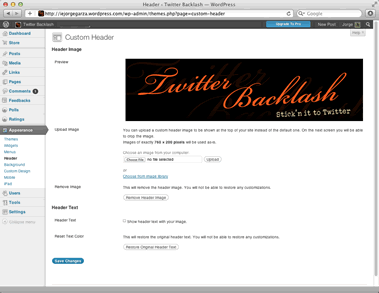 Header ‹ Twitter Backlash — WordPress
http://ejorgegarza.wordpress.com/wp-admin/themes.php?page=custom-header
Google
Twitter Backlash
Upgrade To Pro
New Post
Jorge
Help
Dashboard
Store
Posts
Media
Links
Pages
Comments
Feedbacks
Polls
Ratings
Appearance
Themes
Widgets
Menus
Header
Background
Custom Design
Mobile
iPad
Users
Tools
Settings
Collapse menu
Custom Header
Header Image
Preview
Twitter
Backlash
Stick'n it to Twitter
Upload Image
You can upload a custom header image to be shown at the top of your site instead of the default one. On the next screen you will be able to crop the image.
Images of exactly 760 × 200 pixels will be used as-is.
Choose an image from your computer:
Choose File
no file selected
Upload
or
Choose from image library
Remove Image
This will remove the header image. You will not be able to restore any customizations.
Remove Header Image
Header Text
Header Text
Show header text with your image.
Reset Text Color
This will restore the original header text. You will not be able to restore any customizations.
Restore Original Header Text
Save Changes